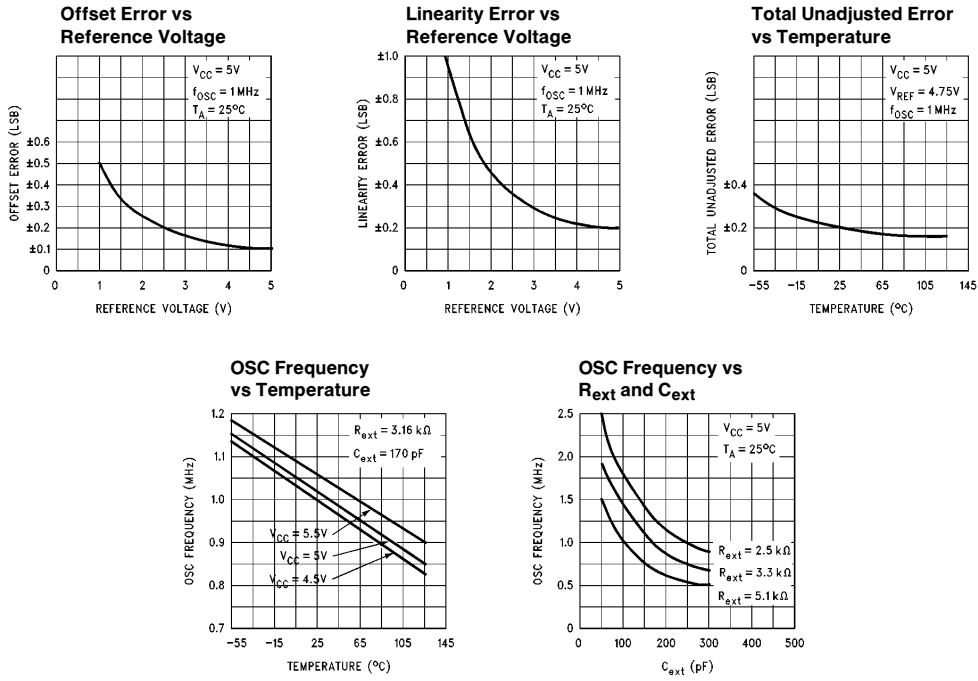 Offset Error vs
Reference Voltage
OFFSET ERROR (LSB)
±0.6
±0.5
±0.4
±0.2
±0.1
0
V_CC = 5V
f_OSC = 1 MHz
T_A = 25°C
0 1 2 3 4 5
REFERENCE VOLTAGE (V)
Linearity Error vs
Reference Voltage
LINEARITY ERROR (LSB)
±1.0
±0.8
±0.6
±0.4
±0.2
0
V_CC = 5V
f_OSC = 1 MHz
T_A = 25°C
0 1 2 3 4 5
REFERENCE VOLTAGE (V)
Total Unadjusted Error
vs Temperature
TOTAL UNADJUSTED ERROR (LSB)
±0.4
±0.2
0
V_CC = 5V
V_REF = 4.75V
f_OSC = 1 MHz
−55 −15 25 65 105 145
TEMPERATURE (°C)
OSC Frequency
vs Temperature
OSC FREQUENCY (MHz)
1.2
1.1
1.0
0.9
0.8
0.7
R_ext = 3.16 kΩ
C_ext = 170 pF
V_CC = 5.5V
V_CC = 5V
V_CC = 4.5V
−55 −15 25 65 105 145
TEMPERATURE (°C)
OSC Frequency vs
R_ext and C_ext
OSC FREQUENCY (MHz)
2.5
2.0
1.5
1.0
0.5
0
V_CC = 5V
T_A = 25°C
R_ext = 2.5 kΩ
R_ext = 3.3 kΩ
R_ext = 5.1 kΩ
0 100 200 300 400 500
C_ext (pF)